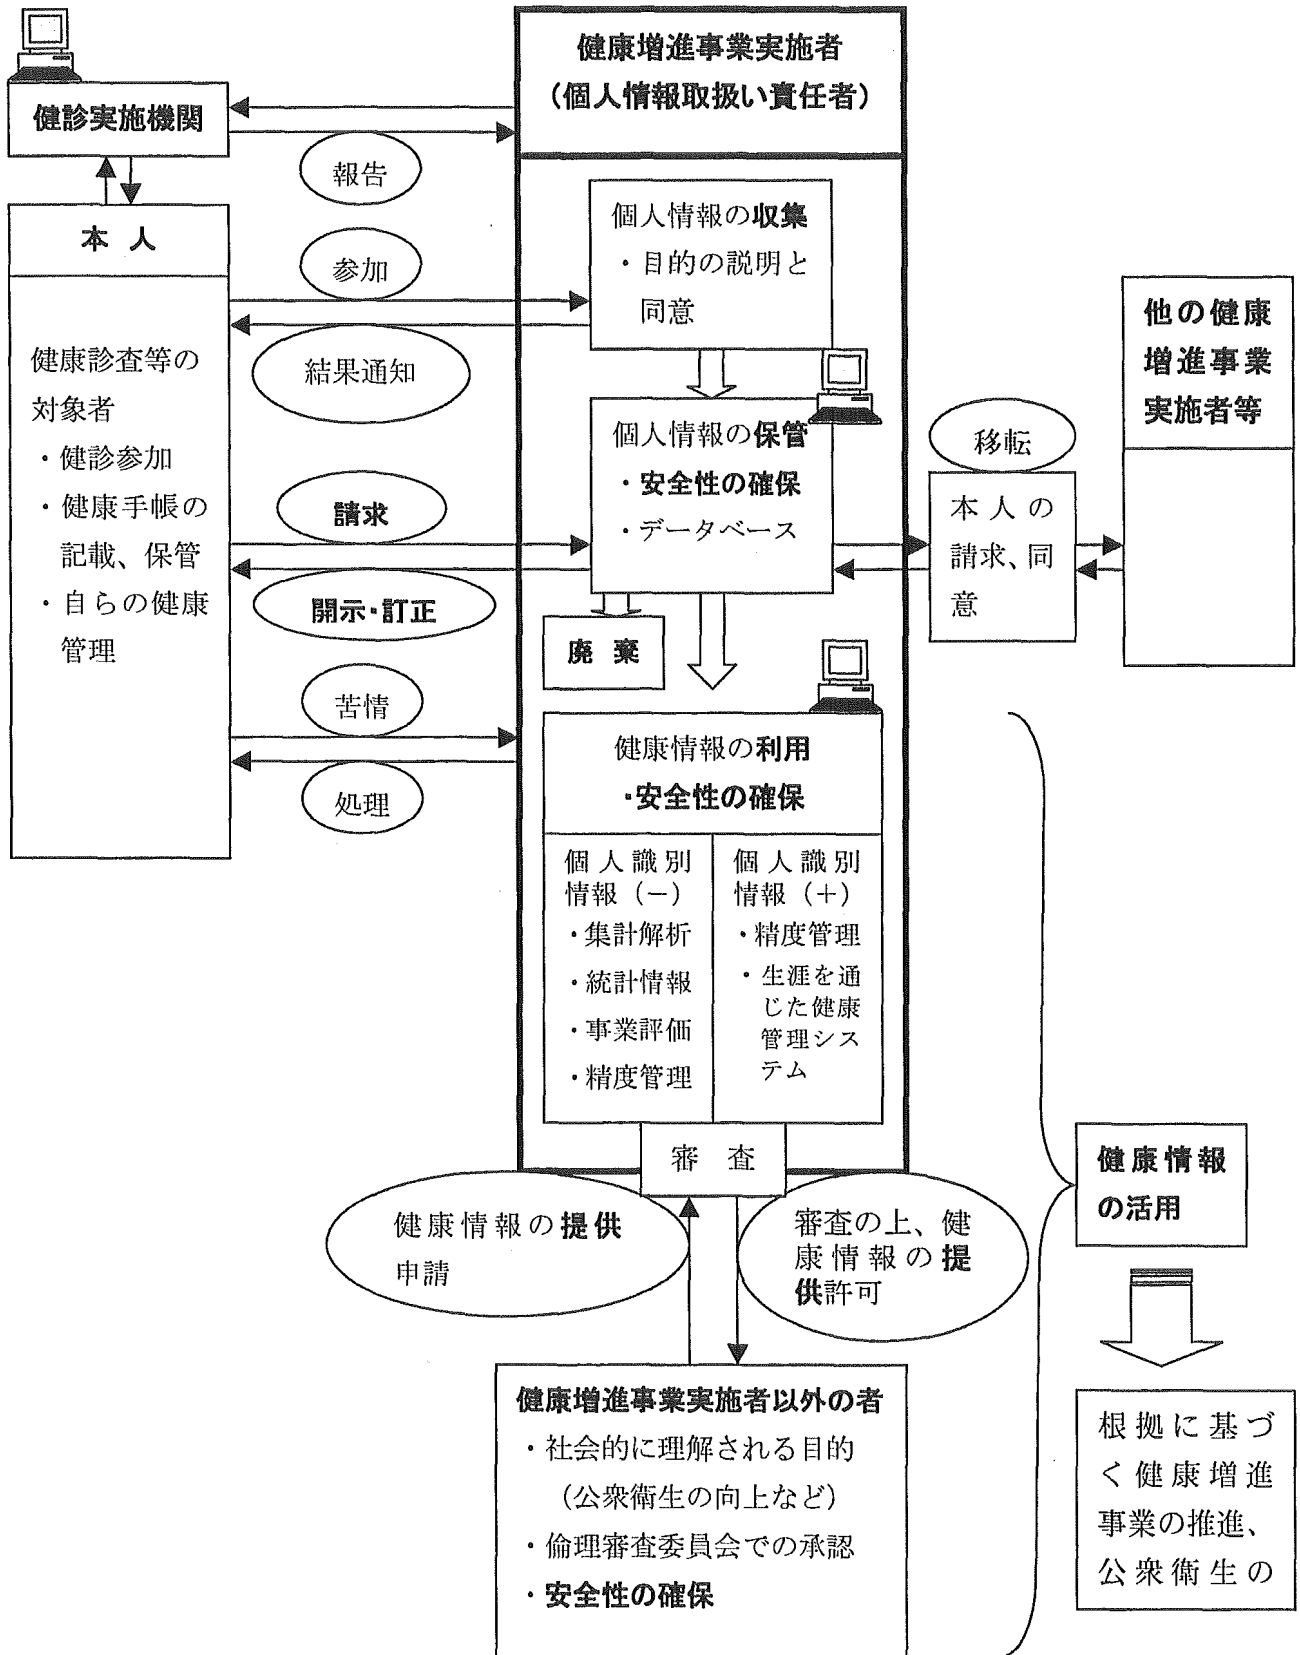 健康増進事業実施者
（個人情報取扱い責任者）
健診実施機関
報告
本　人
健康診査等の
対象者
・健診参加
・健康手帳の
記載、保管
・自らの健康
管理
参加
結果通知
請求
開示・訂正
苦情
処理
個人情報の収集
・目的の説明と
同意
個人情報の保管
・安全性の確保
・データベース
廃　棄
移転
本人の
請求、同
意
他の健康
増進事業
実施者等
健康情報の利用
・安全性の確保
個人識別
情報（－）
・集計解析
・統計情報
・事業評価
・精度管理
個人識別
情報（＋）
・精度管理
・生涯を通
じた健康
管理シス
テム
審　査
健康情報の提供
申請
審査の上、健
康情報の提
供許可
健康増進事業実施者以外の者
・社会的に理解される目的
（公衆衛生の向上など）
・倫理審査委員会での承認
・安全性の確保
健康情報
の活用
根拠に基づ
く健康増進
事業の推進、
公衆衛生の